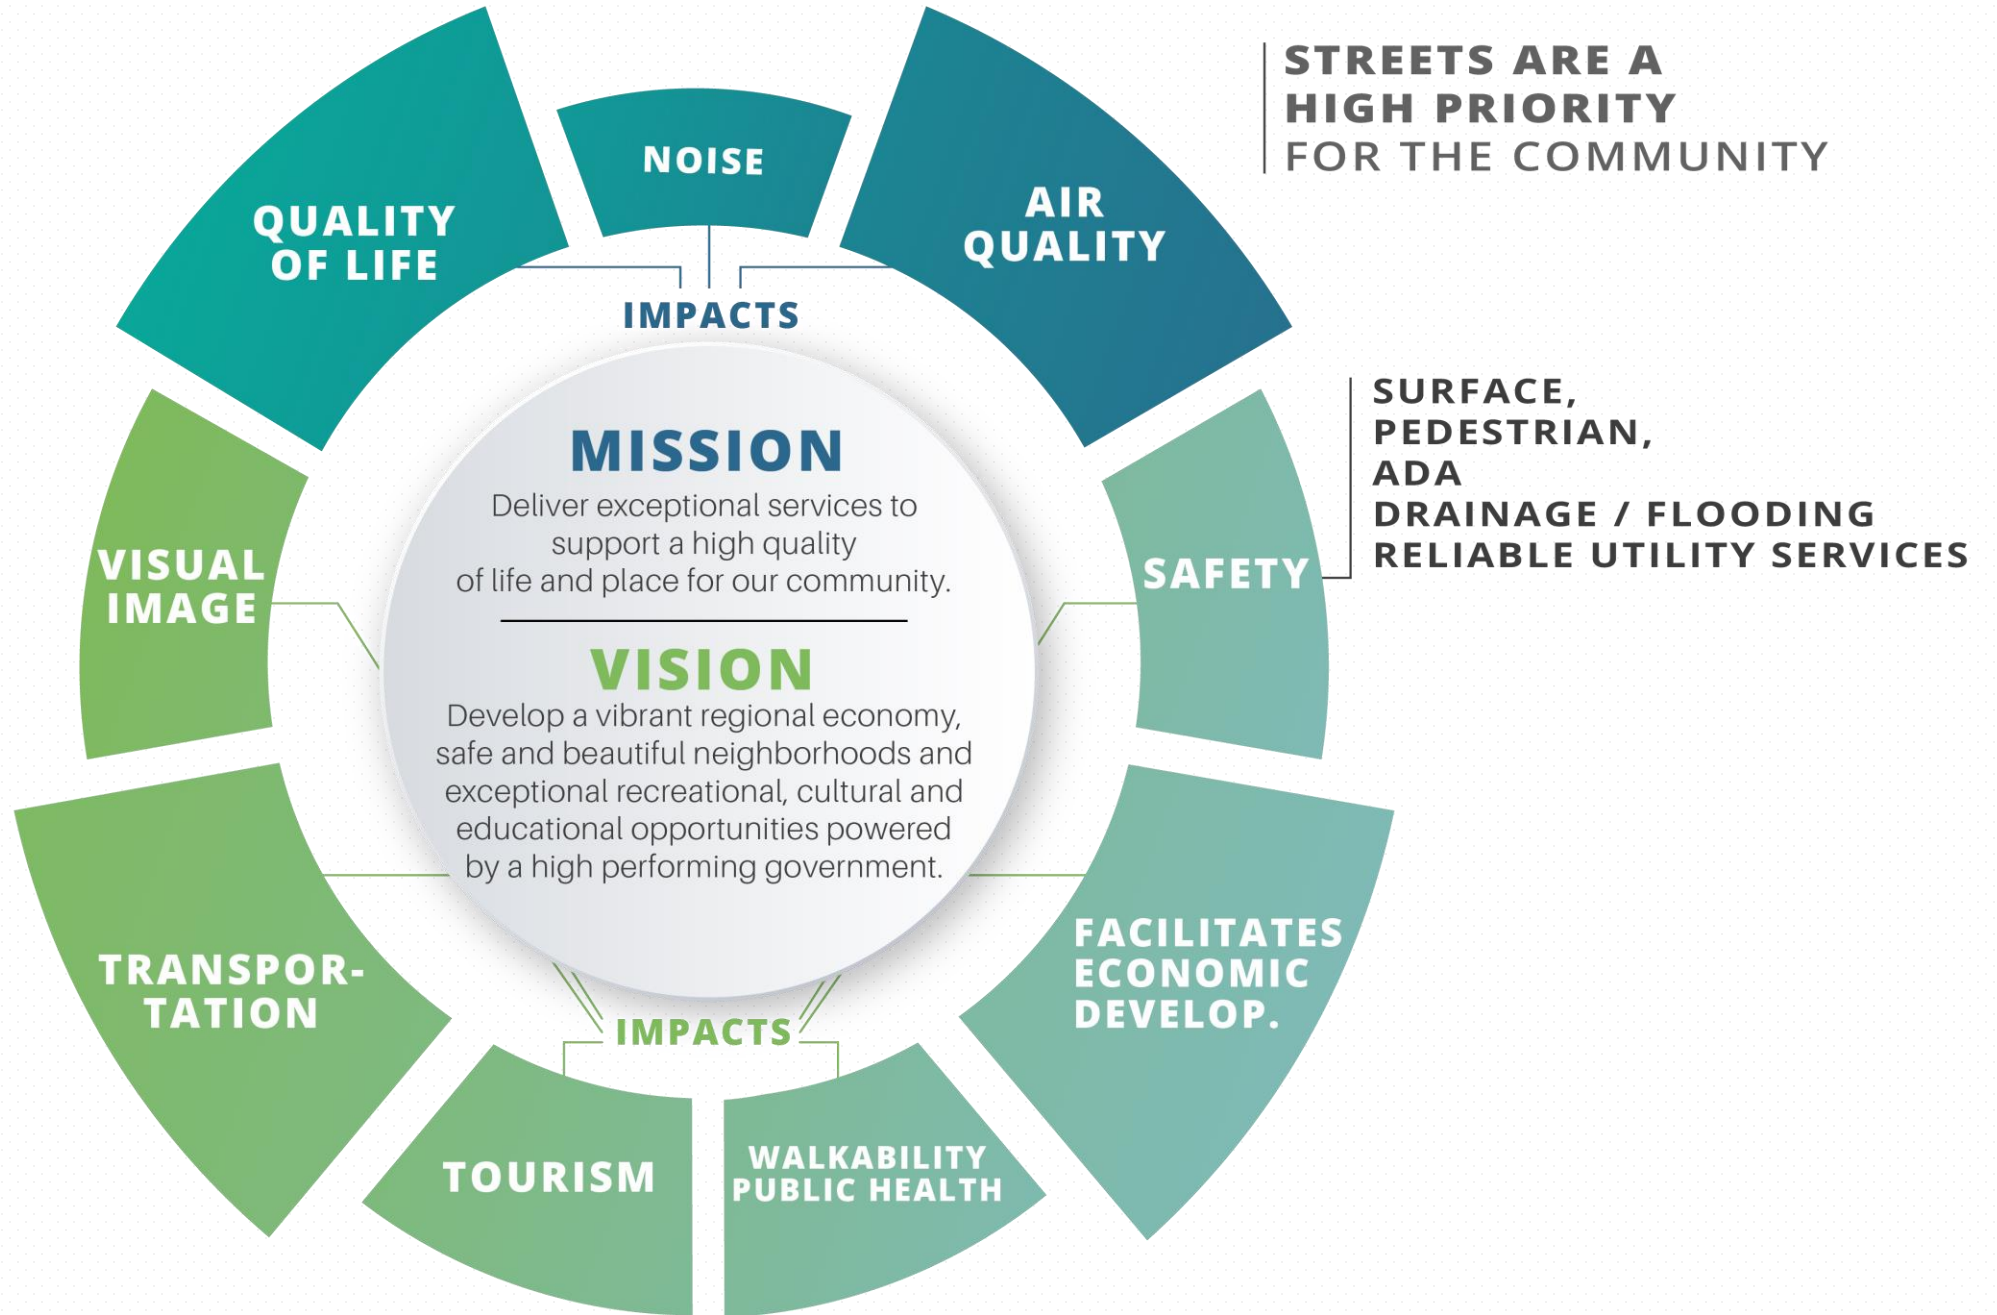 STREETS ARE A
HIGH PRIORITY
FOR THE COMMUNITY
NOISE
QUALITY
OF LIFE
AIR
QUALITY
IMPACTS
SURFACE,
PEDESTRIAN,
ADA
DRAINAGE / FLOODING
RELIABLE UTILITY SERVICES
MISSION
Deliver exceptional services to
support a high quality
of life and place for our community.
VISUAL
IMAGE
SAFETY
VISION
Develop a vibrant regional economy,
safe and beautiful neighborhoods and
exceptional recreational, cultural and
educational opportunities powered
by a high performing government.
TRANSPOR-
TATION
FACILITATES
ECONOMIC
DEVELOP.
IMPACTS
TOURISM
WALKABILITY
PUBLIC HEALTH